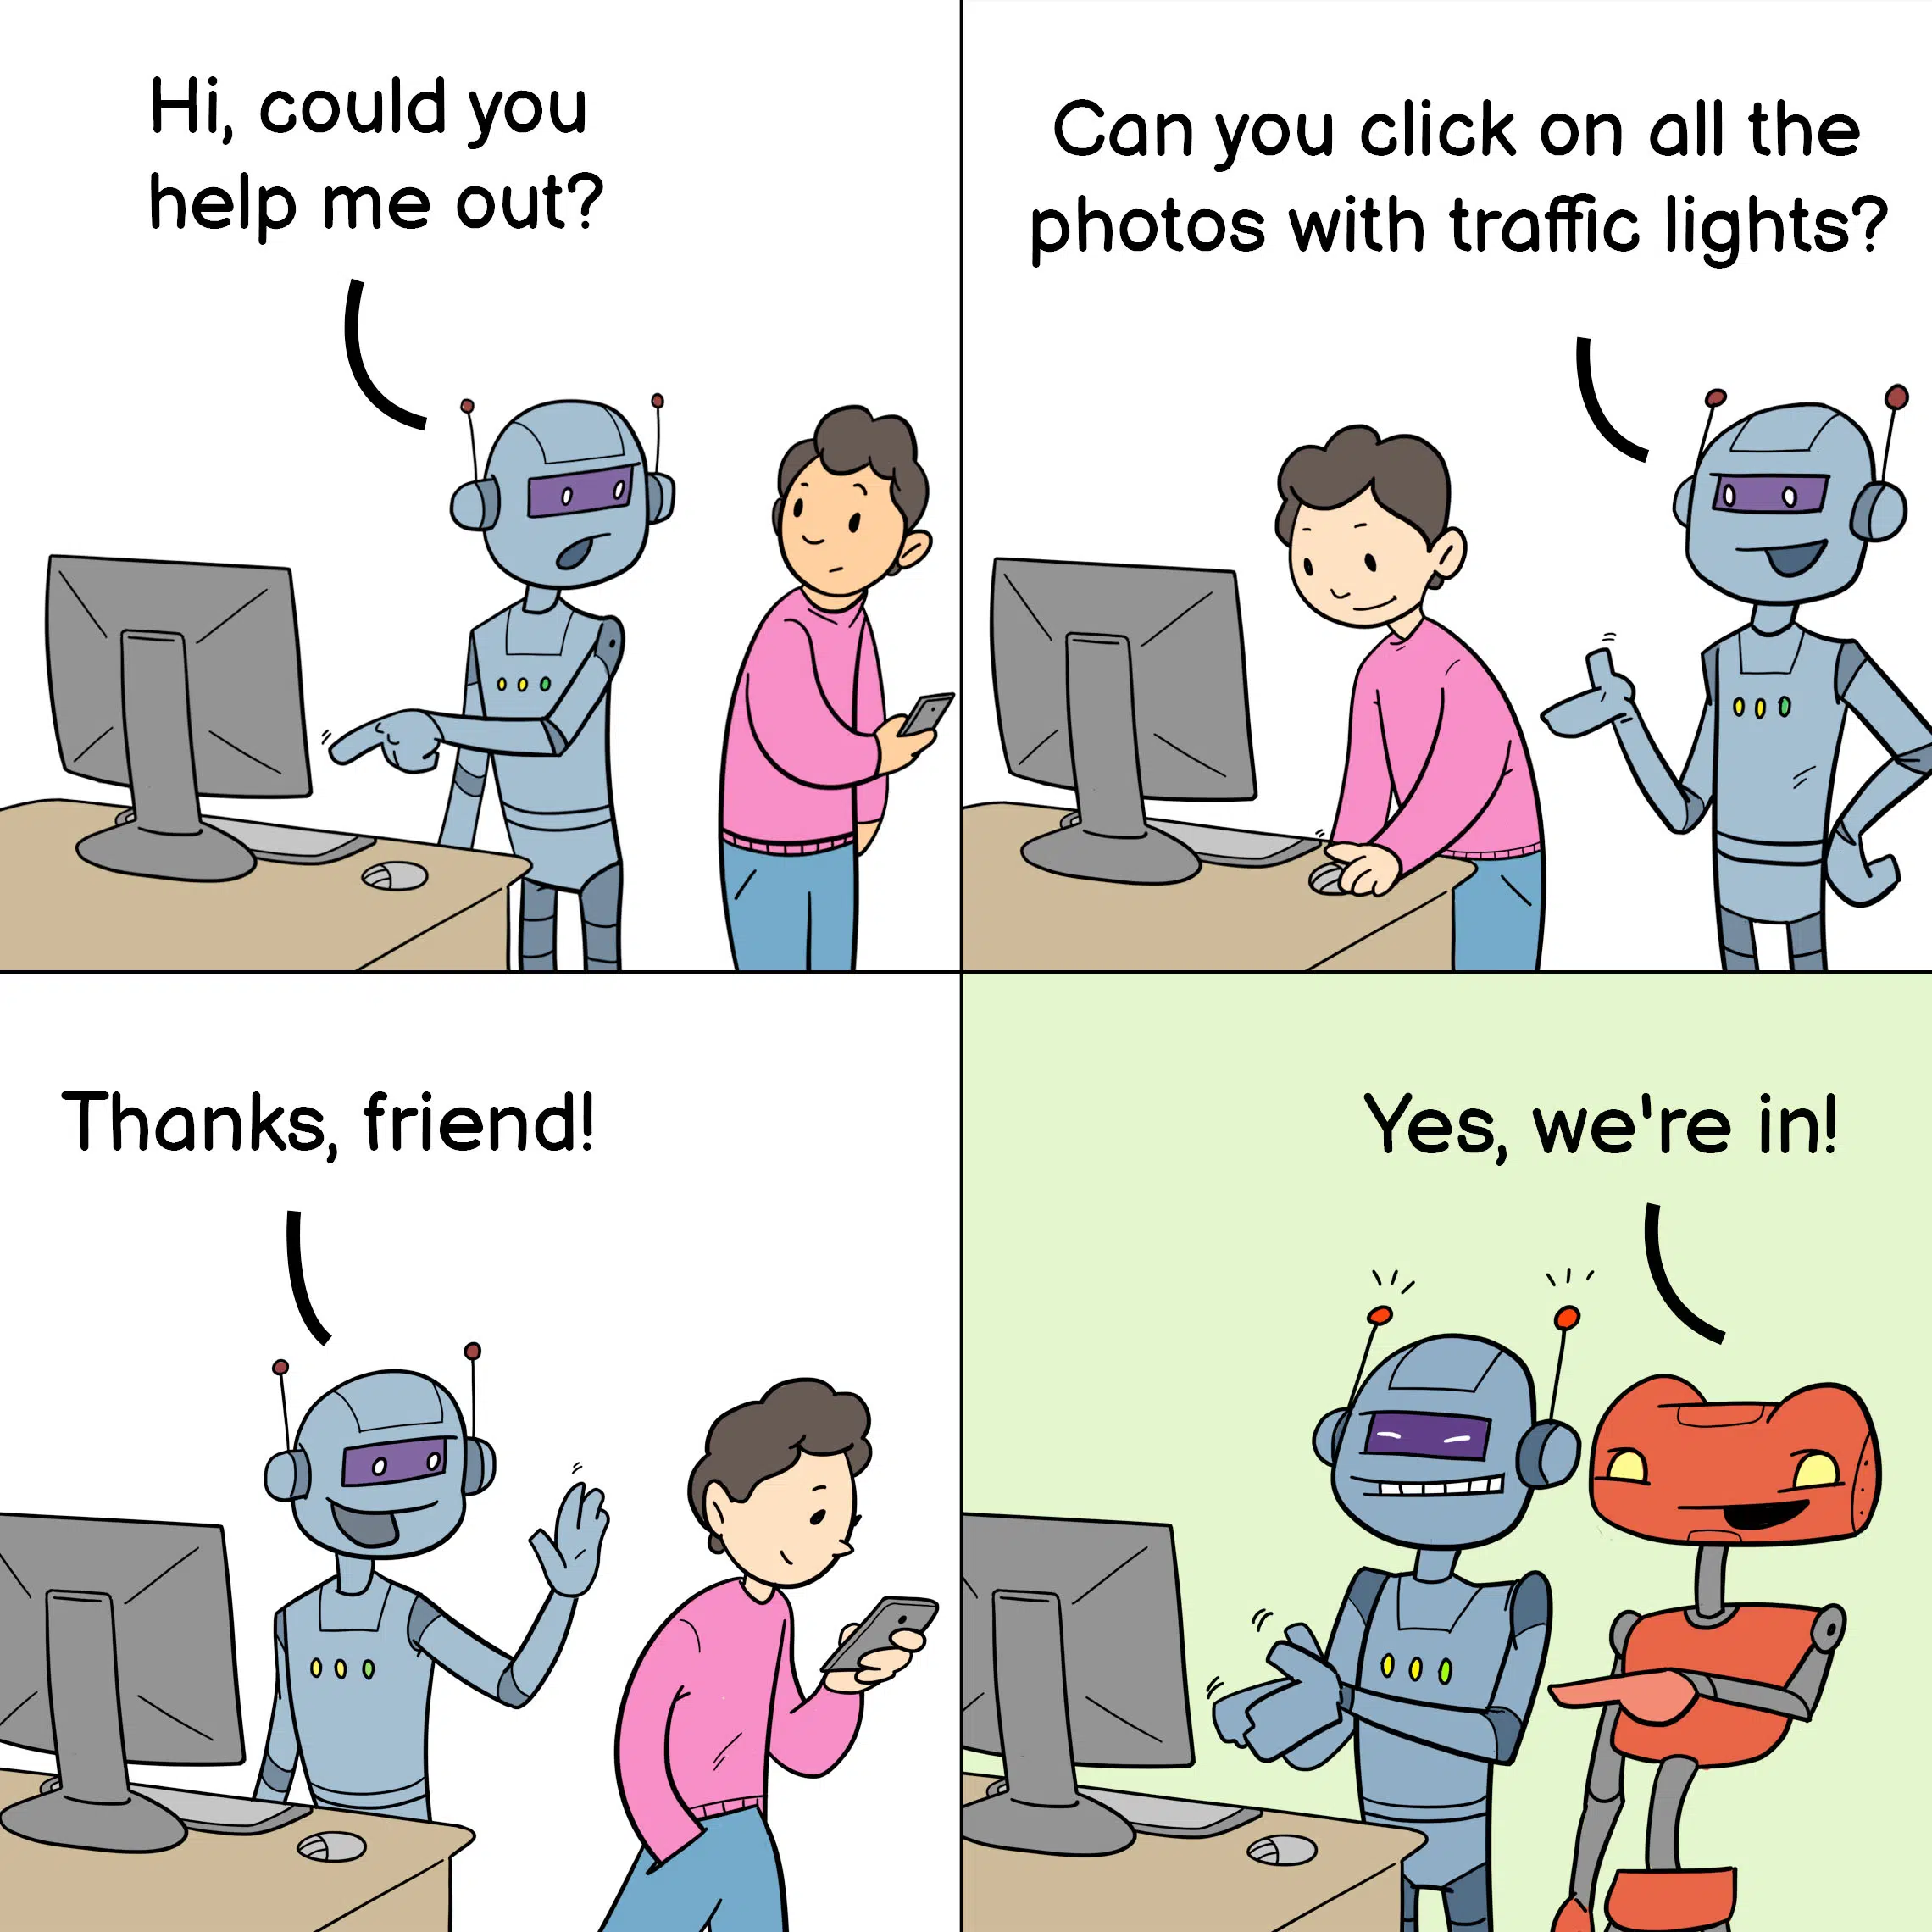 Hi, could you
help me out?
Can you click on all the
photos with traffic lights?
Thanks, friend!
Yes, we're in!